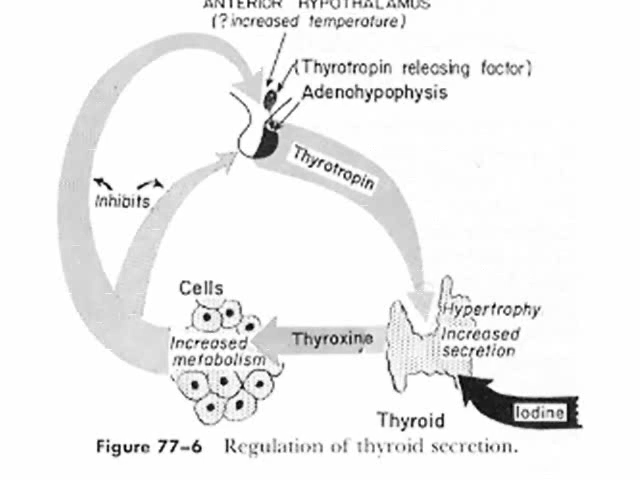 ANTERIOR HYPOTHALAMUS
(? increased temperature)
(Thyrotropin releasing factor)
Adenohypophysis
Thyrotropin
Inhibits
Cells
Increased
metabolism
Thyroxine
Hypertrophy
Increased
secretion
Iodine
Thyroid
Figure 77–6 Regulation of thyroid secretion.